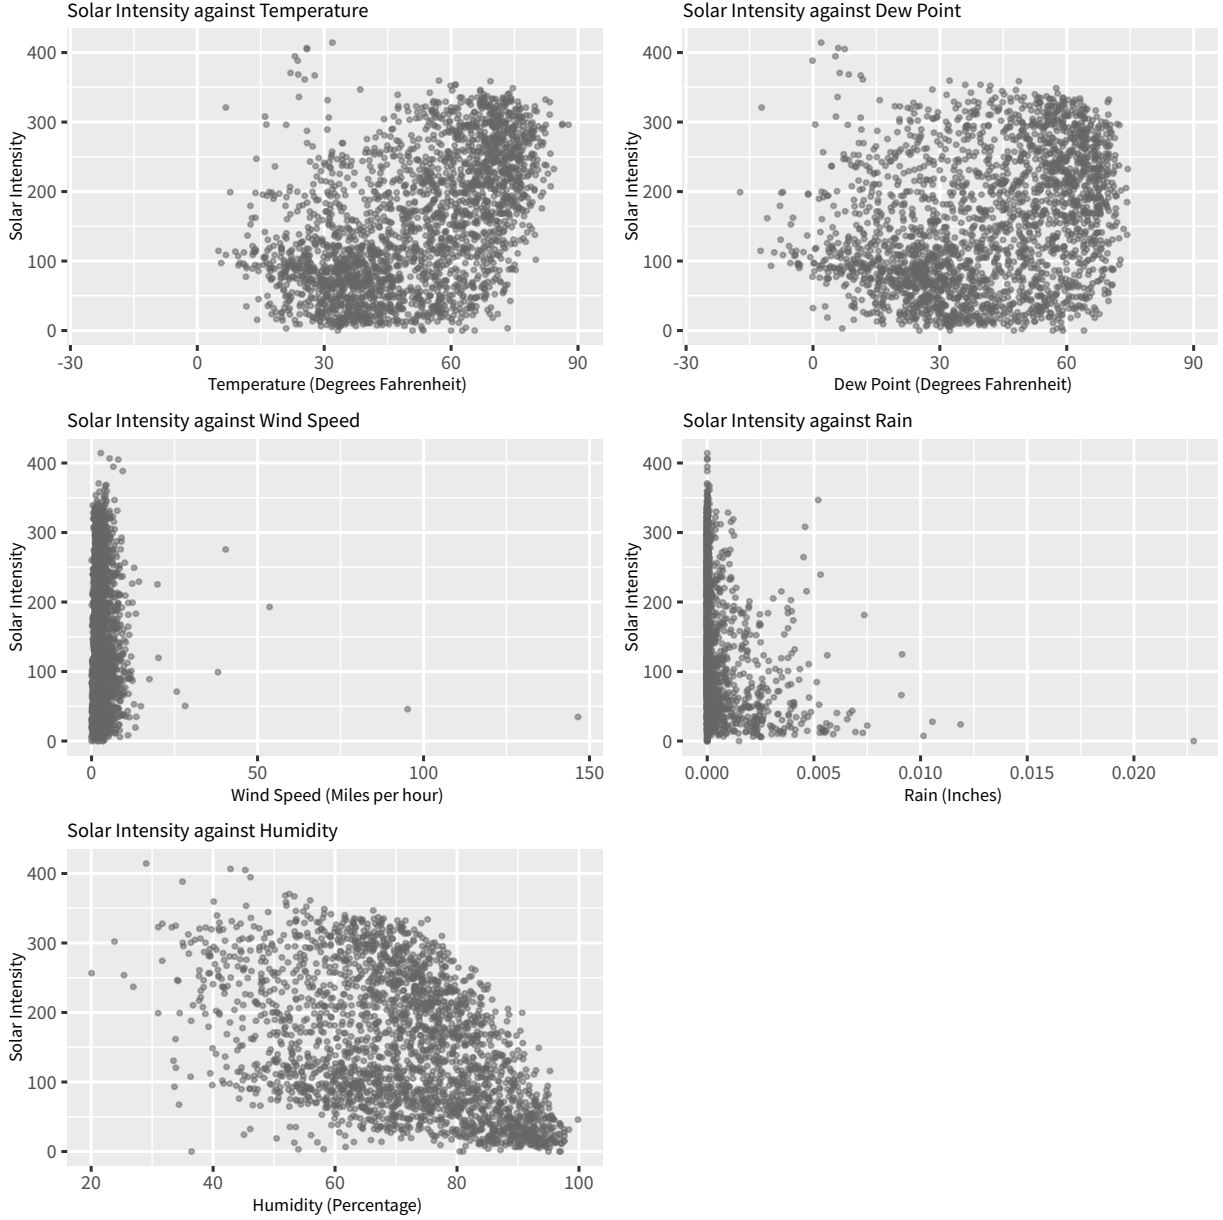 Solar Intensity against Temperature
Solar Intensity
400
300
200
100
0
-30 0 30 60 90
Temperature (Degrees Fahrenheit)
Solar Intensity against Dew Point
Solar Intensity
400
300
200
100
0
-30 0 30 60 90
Dew Point (Degrees Fahrenheit)
Solar Intensity against Wind Speed
Solar Intensity
400
300
200
100
0
0 50 100 150
Wind Speed (Miles per hour)
Solar Intensity against Rain
Solar Intensity
400
300
200
100
0
0.000 0.005 0.010 0.015 0.020
Rain (Inches)
Solar Intensity against Humidity
Solar Intensity
400
300
200
100
0
20 40 60 80 100
Humidity (Percentage)